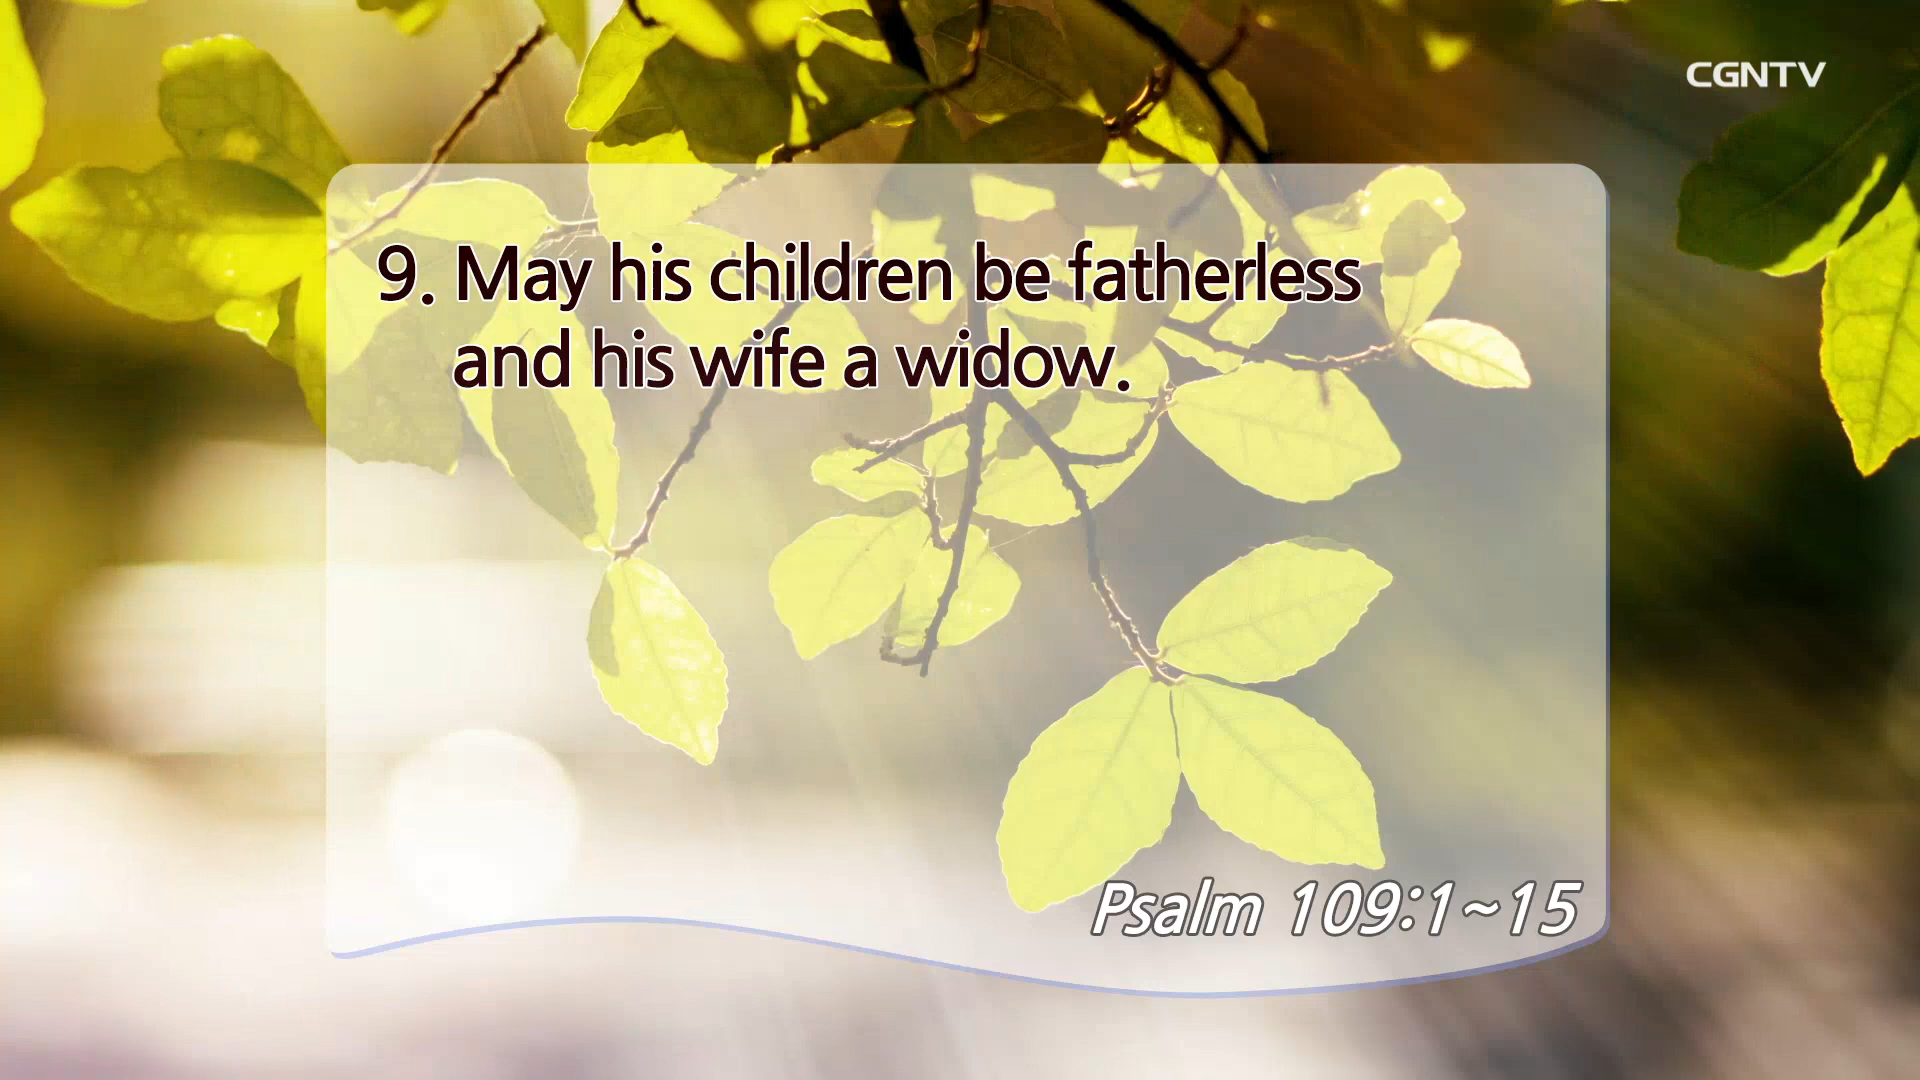 CGNTV
9. May his children be fatherless
and his wife a widow.
Psalm 109:1~15